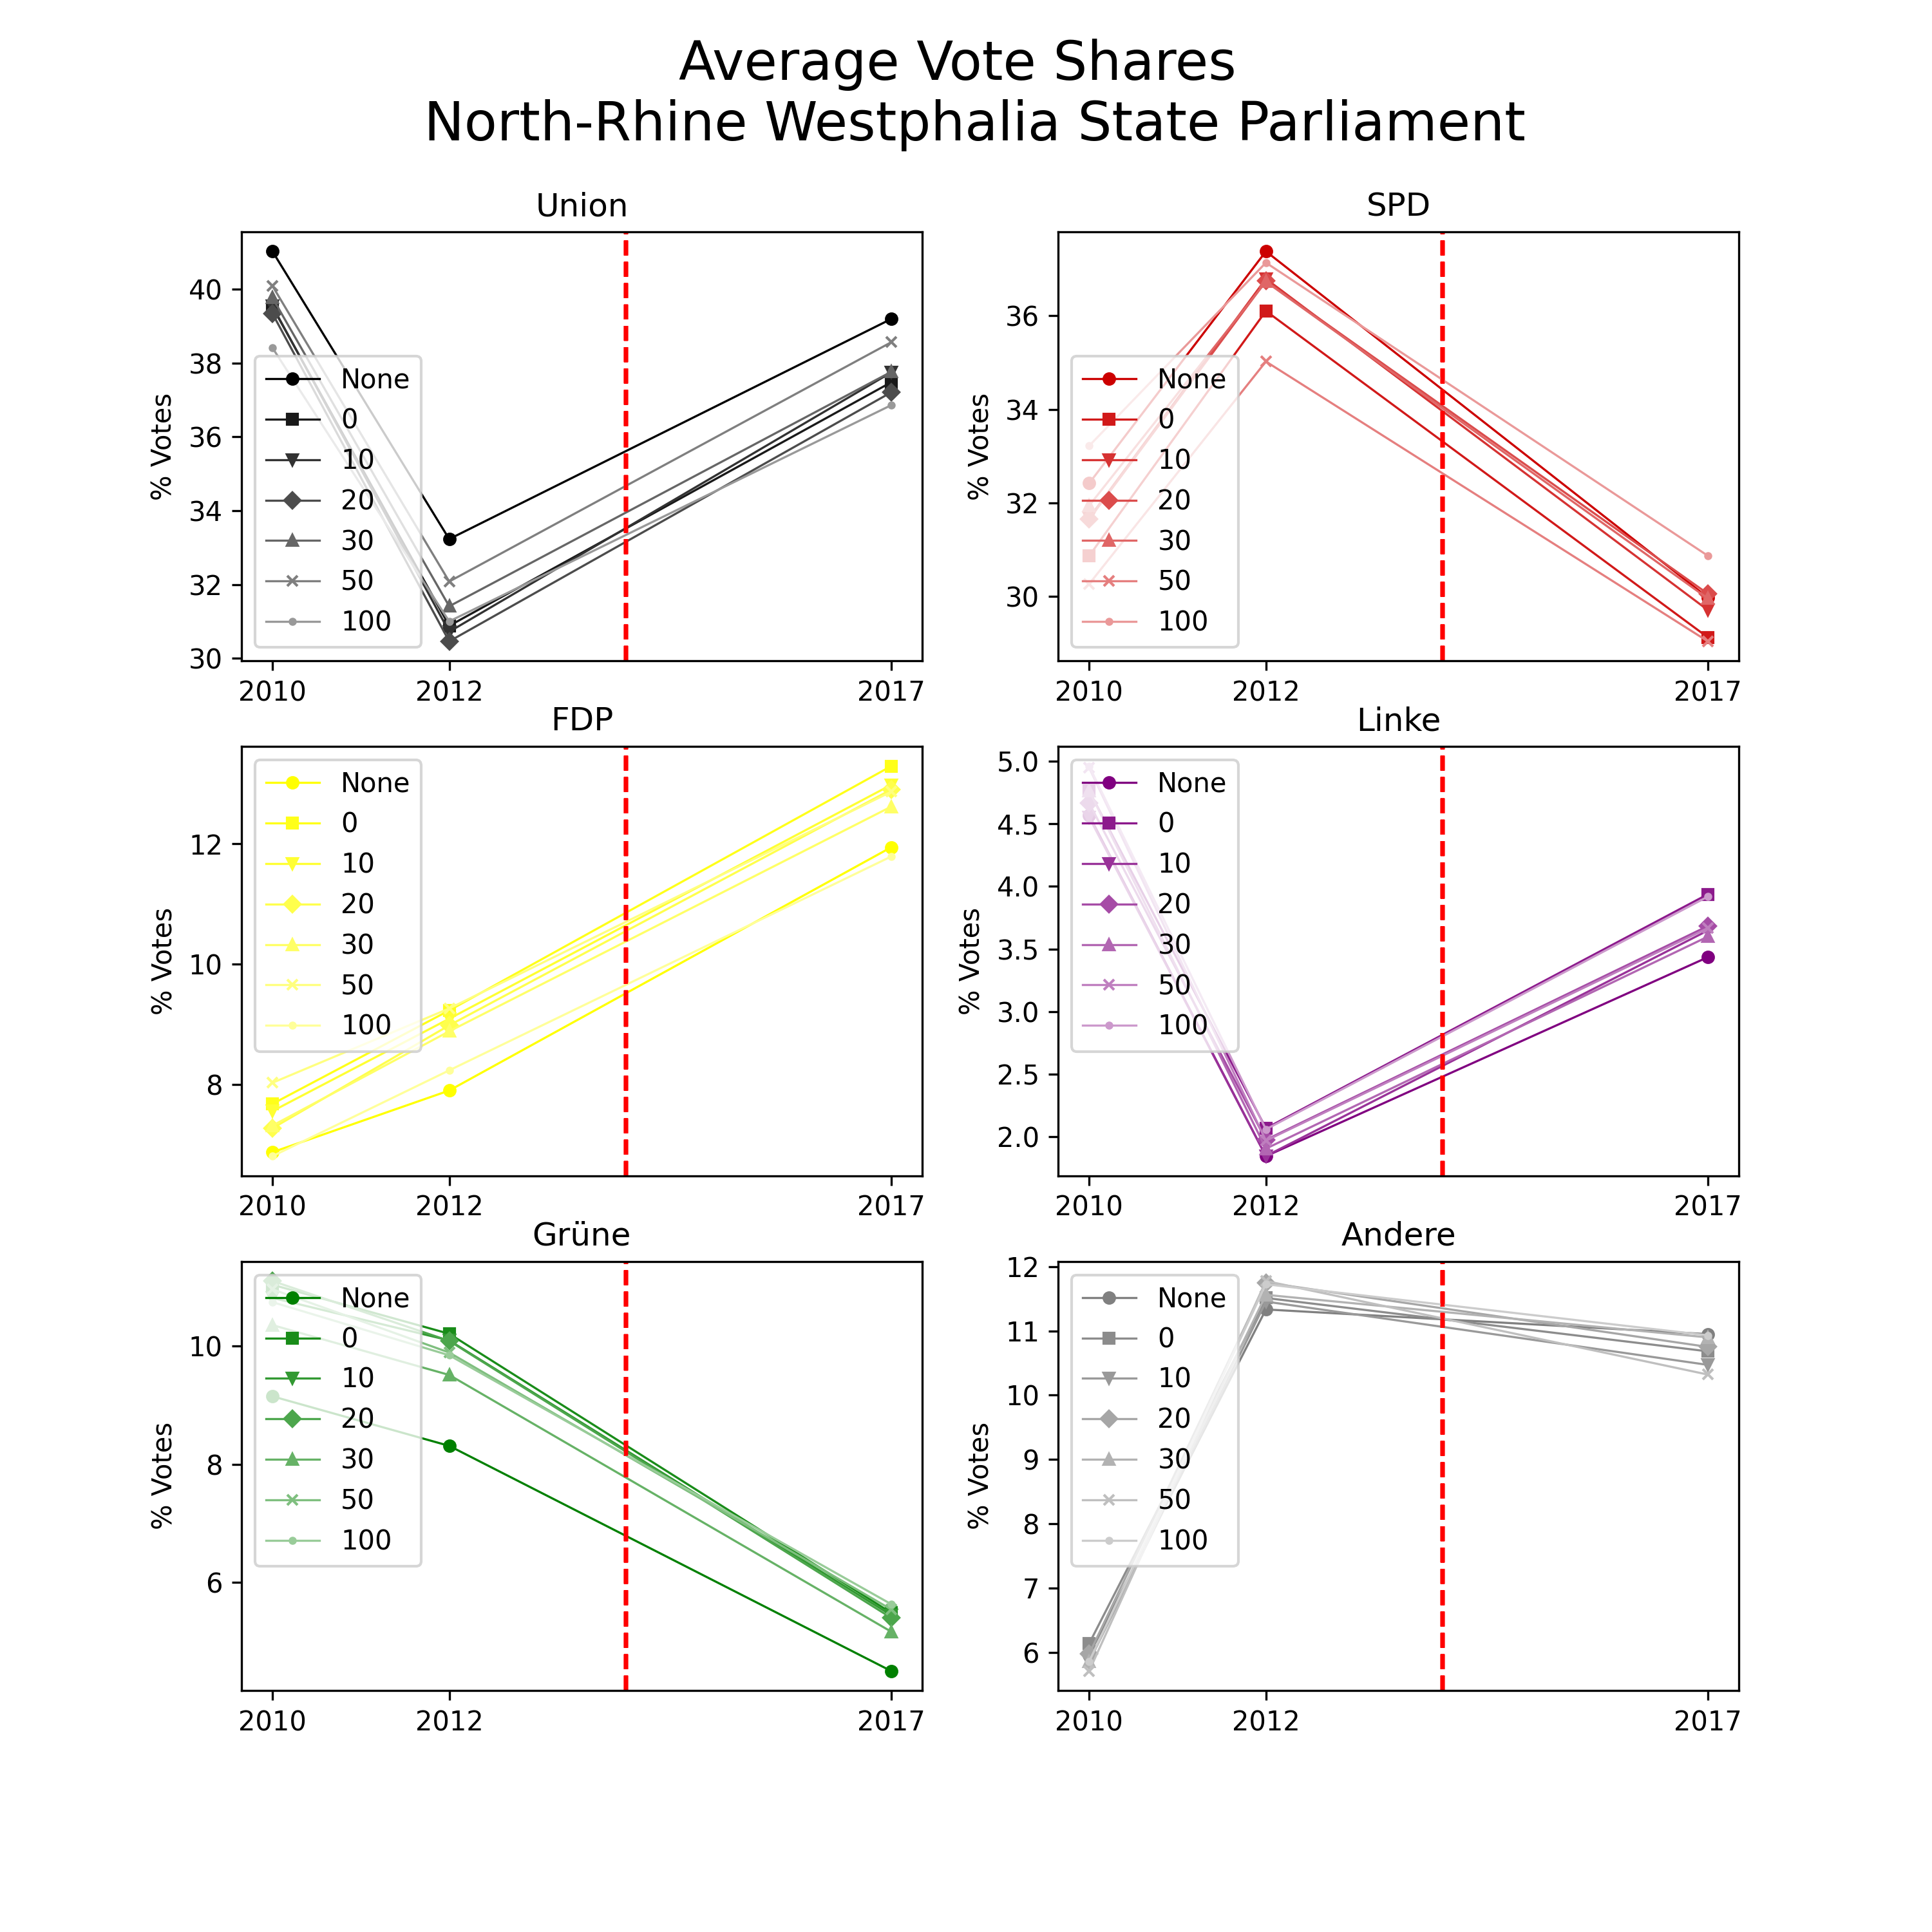 Average Vote Shares
North-Rhine Westphalia State Parliament
Union
% Votes
40
38
36
34
32
30
None
0
10
20
30
50
100
2010 2012 2017
SPD
% Votes
36
34
32
30
None
0
10
20
30
50
100
2010 2012 2017
FDP
% Votes
12
10
8
None
0
10
20
30
50
100
2010 2012 2017
Linke
% Votes
5.0
4.5
4.0
3.5
3.0
2.5
2.0
None
0
10
20
30
50
100
2010 2012 2017
Grüne
% Votes
10
8
6
None
0
10
20
30
50
100
2010 2012 2017
Andere
% Votes
12
11
10
9
8
7
6
None
0
10
20
30
50
100
2010 2012 2017